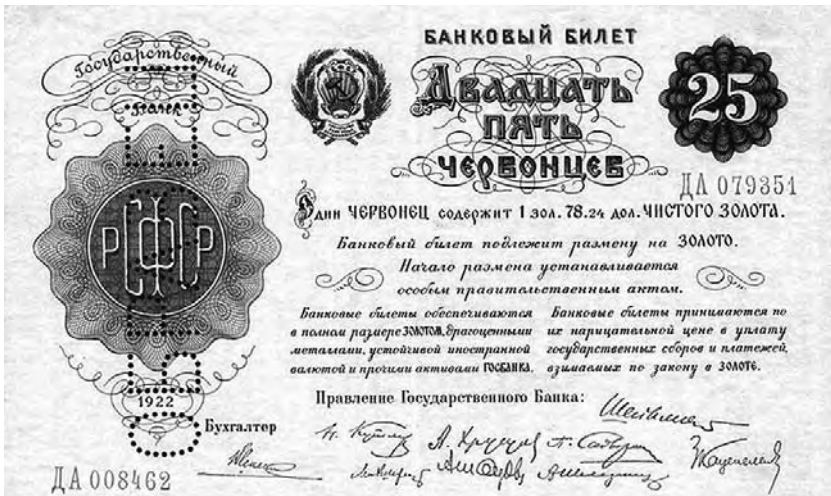 Государственный
Банк
РСФСР
1922
Бухгалтер
ДА 008462
БАНКОВЫЙ БИЛЕТ
ДВАДЦАТЬ
ПЯТЬ
ЧЕРВОНЦЕВ
25
ДА 079351
Один ЧЕРВОНЕЦ содержит 1 зол. 78.24 дол. ЧИСТОГО ЗОЛОТА.
Банковый билет подлежит размену на ЗОЛОТО.
Начало размена устанавливается
особым правительственным актом.
Банковые билеты обеспечиваются
в полном размере ЗОЛОТОМ, драгоценными
металлами, устойчивой иностранной
валютой и прочими активами ГОСБАНКА.
Банковые билеты принимаются по
их нарицательной цене в уплату
государственных сборов и платежей,
взимаемых по закону в ЗОЛОТЕ.
Правление Государственного Банка: